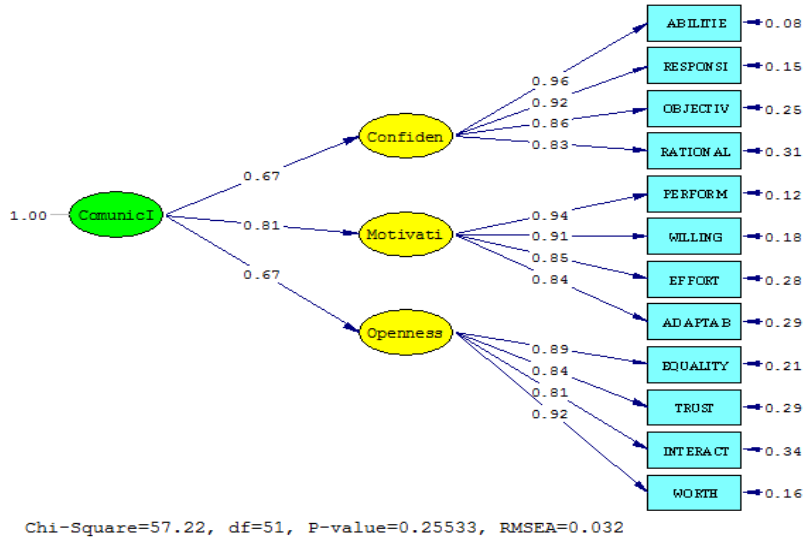 ABILITIE 0.08
RESPONSI 0.15
0.96
0.92
OBJECTIV 0.25
0.86
Confiden
0.83
RATIONAL 0.31
0.67
PERFORM 0.12
1.00 ComunicI
0.94
0.81
Motivati
0.91
WILLING 0.18
0.85
0.67
0.84
EFFORT 0.28
ADAPTAB 0.29
Openness
0.89
EQUALITY 0.21
0.84
0.81
TRUST 0.29
0.92
INTERACT 0.34
WORTH 0.16
Chi-Square=57.22, df=51, P-value=0.25533, RMSEA=0.032